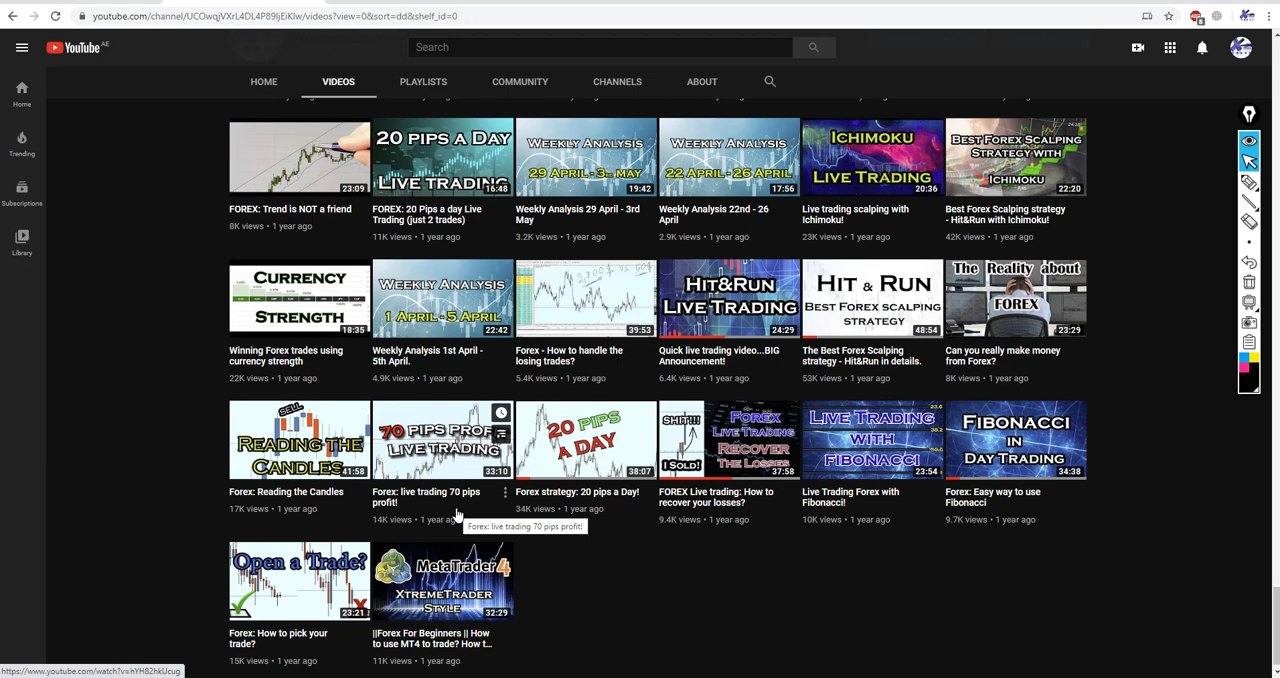 youtube.com/channel/UCOwqjVXrL4DL4P89IjEiKIw/videos?view=0&sort=dd&shelf_id=0
YouTube AE
Search
HOME
VIDEOS
PLAYLISTS
COMMUNITY
CHANNELS
ABOUT
Home
Trending
Subscriptions
Library
23:09
20 PIPS A DAY
LIVE TRADING
16:48
WEEKLY ANALYSIS
29 APRIL - 3RD MAY
19:42
WEEKLY ANALYSIS
22 APRIL - 26 APRIL
17:56
ICHIMOKU
LIVE TRADING
20:36
BEST FOREX SCALPING
STRATEGY WITH
ICHIMOKU
22:20
FOREX: Trend is NOT a friend
8K views • 1 year ago
FOREX: 20 Pips a day Live
Trading (just 2 trades)
11K views • 1 year ago
Weekly Analysis 29 April - 3rd
May
3.2K views • 1 year ago
Weekly Analysis 22nd - 26
April
2.9K views • 1 year ago
Live trading scalping with
Ichimoku!
23K views • 1 year ago
Best Forex Scalping strategy
- Hit&Run with Ichimoku!
42K views • 1 year ago
CURRENCY
STRENGTH
18:35
WEEKLY ANALYSIS
1 APRIL - 5 APRIL
22:42
3,700% VS 50%
39:53
HIT&RUN
LIVE TRADING
24:29
HIT & RUN
BEST FOREX SCALPING
STRATEGY
48:54
The Reality about
FOREX
23:29
Winning Forex trades using
currency strength
22K views • 1 year ago
Weekly Analysis 1st April -
5th April.
4.9K views • 1 year ago
Forex - How to handle the
losing trades?
5.4K views • 1 year ago
Quick live trading video...BIG
Announcement!
6.4K views • 1 year ago
The Best Forex Scalping
strategy - Hit&Run in details.
53K views • 1 year ago
Can you really make money
from Forex?
8K views • 1 year ago
SELL
READING THE
CANDLES
41:58
70 PIPS PROF
LIVE TRADING
33:10
20 PIPS
A DAY
38:07
SHIT!!!
I SOLD!
FOREX
LIVE TRADING
RECOVER
THE LOSSES
37:58
LIVE TRADING
WITH
FIBONACCI
23.6
23:54
FIBONACCI
IN
DAY TRADING
34:38
Forex: Reading the Candles
17K views • 1 year ago
Forex: live trading 70 pips
profit!
14K views • 1 year ago
Forex strategy: 20 pips a Day!
34K views • 1 year ago
FOREX Live trading: How to
recover your losses?
9.4K views • 1 year ago
Live Trading Forex with
Fibonacci!
10K views • 1 year ago
Forex: Easy way to use
Fibonacci
9.7K views • 1 year ago
Forex: live trading 70 pips profit!
Open a Trade?
23:21
MetaTrader 4
XTREMETRADER
STYLE
32:29
Forex: How to pick your
trade?
15K views • 1 year ago
||Forex For Beginners || How
to use MT4 to trade? How t...
11K views • 1 year ago
https://www.youtube.com/watch?v=hYH82hkUcug